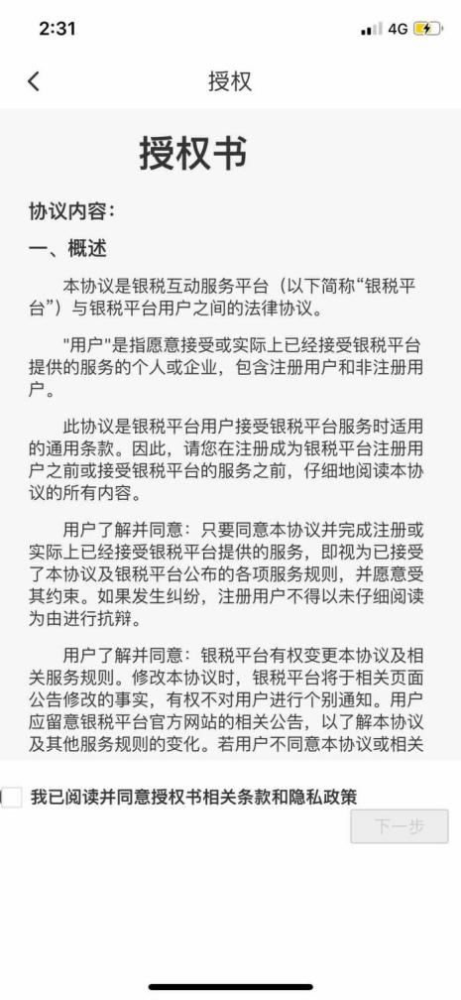 2:31
4G
授权
授权书
协议内容：
一、概述
本协议是银税互动服务平台（以下简称“银税平
台”）与银税平台用户之间的法律协议。
"用户"是指愿意接受或实际上已经接受银税平台
提供的服务的个人或企业，包含注册用户和非注册用
户。
此协议是银税平台用户接受银税平台服务时适用
的通用条款。因此，请您在注册成为银税平台注册用
户之前或接受银税平台的服务之前，仔细地阅读本协
议的所有内容。
用户了解并同意：只要同意本协议并完成注册或
实际上已经接受银税平台提供的服务，即视为已接受
了本协议及银税平台公布的各项服务规则，并愿意受
其约束。如果发生纠纷，注册用户不得以未仔细阅读
为由进行抗辩。
用户了解并同意：银税平台有权变更本协议及相
关服务规则。修改本协议时，银税平台将于相关页面
公告修改的事实，有权不对用户进行个别通知。用户
应留意银税平台官方网站的相关公告，以了解本协议
及其他服务规则的变化。若用户不同意本协议或相关
我已阅读并同意授权书相关条款和隐私政策
下一步